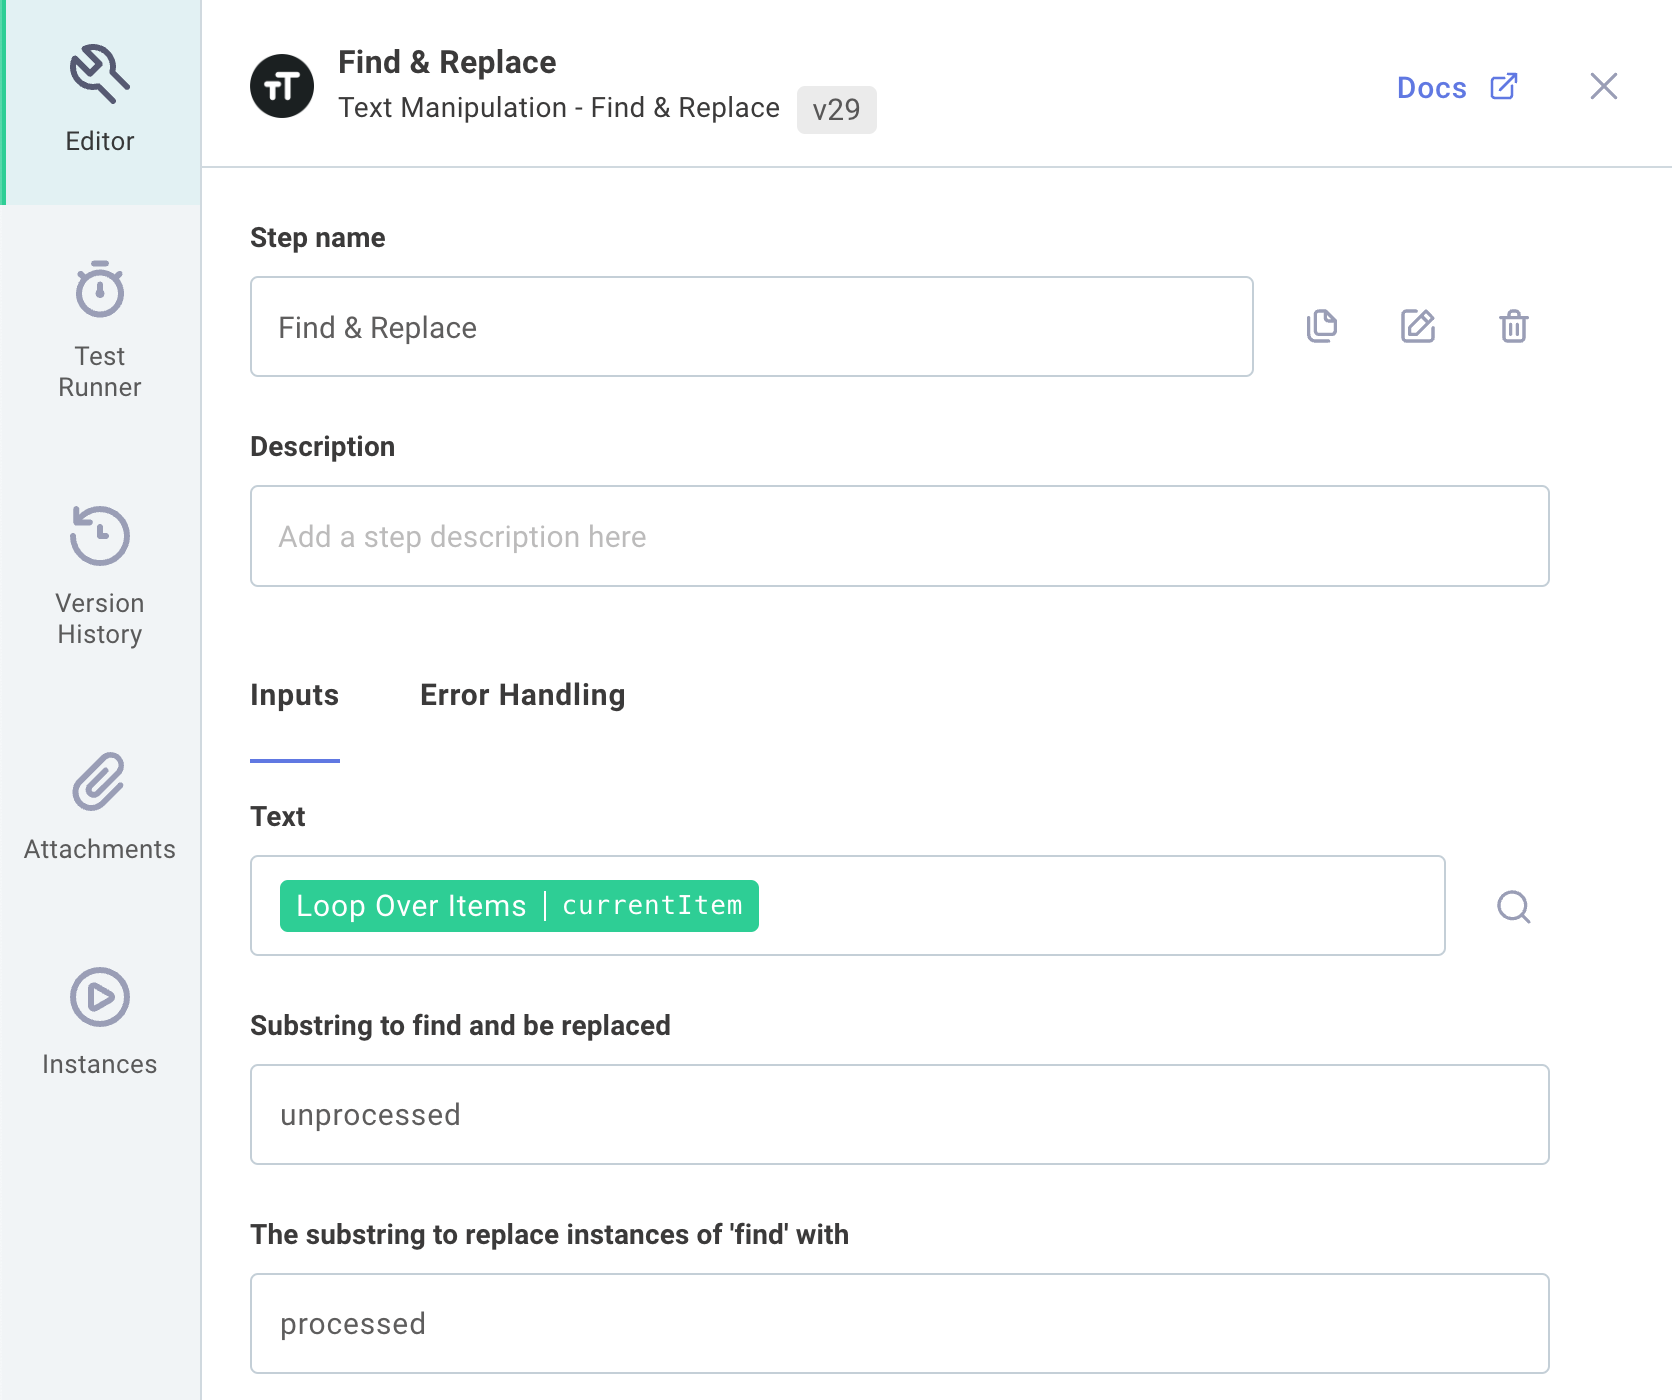 Editor
Test
Runner
Version
History
Attachments
Instances
Find & Replace
Text Manipulation - Find & Replace v29
Docs
Step name
Find & Replace
Description
Add a step description here
Inputs Error Handling
Text
Loop Over Items | currentItem
Substring to find and be replaced
unprocessed
The substring to replace instances of 'find' with
processed